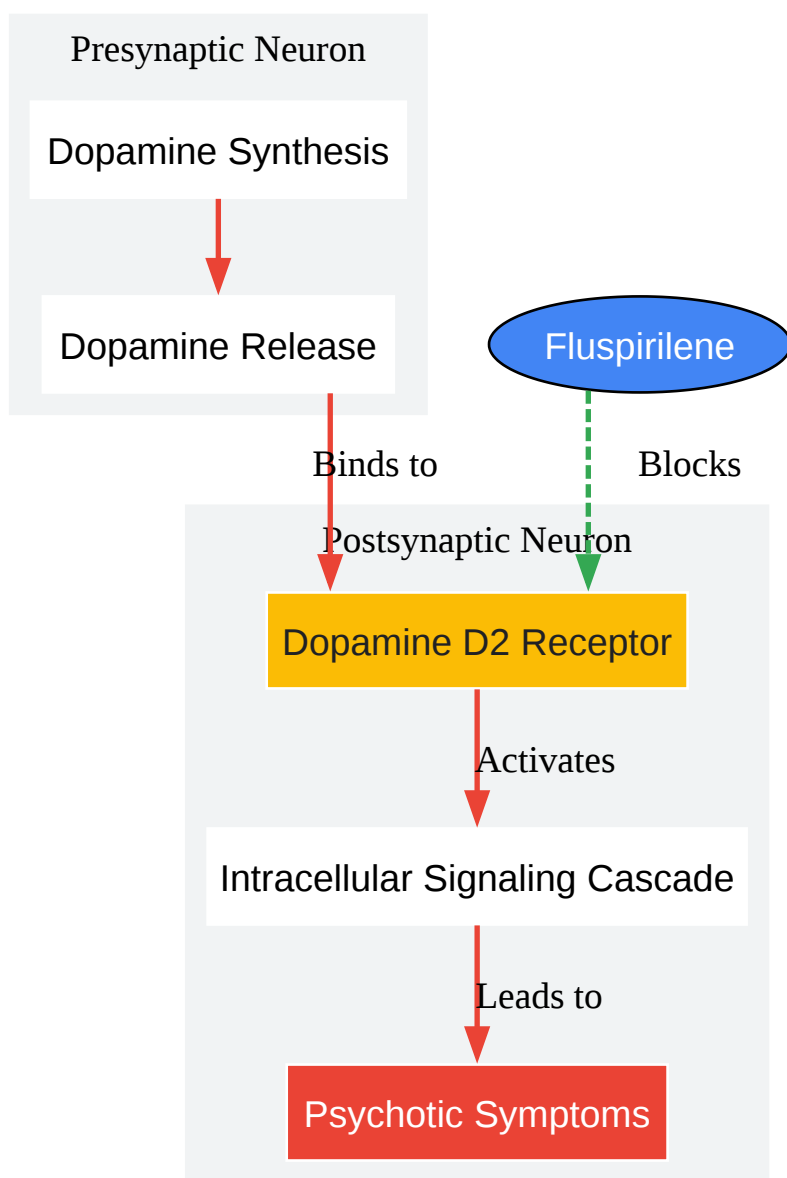 Presynaptic Neuron
Dopamine Synthesis
Dopamine Release
Fluspirilene
Binds to
Blocks
Postsynaptic Neuron
Dopamine D2 Receptor
Activates
Intracellular Signaling Cascade
Leads to
Psychotic Symptoms